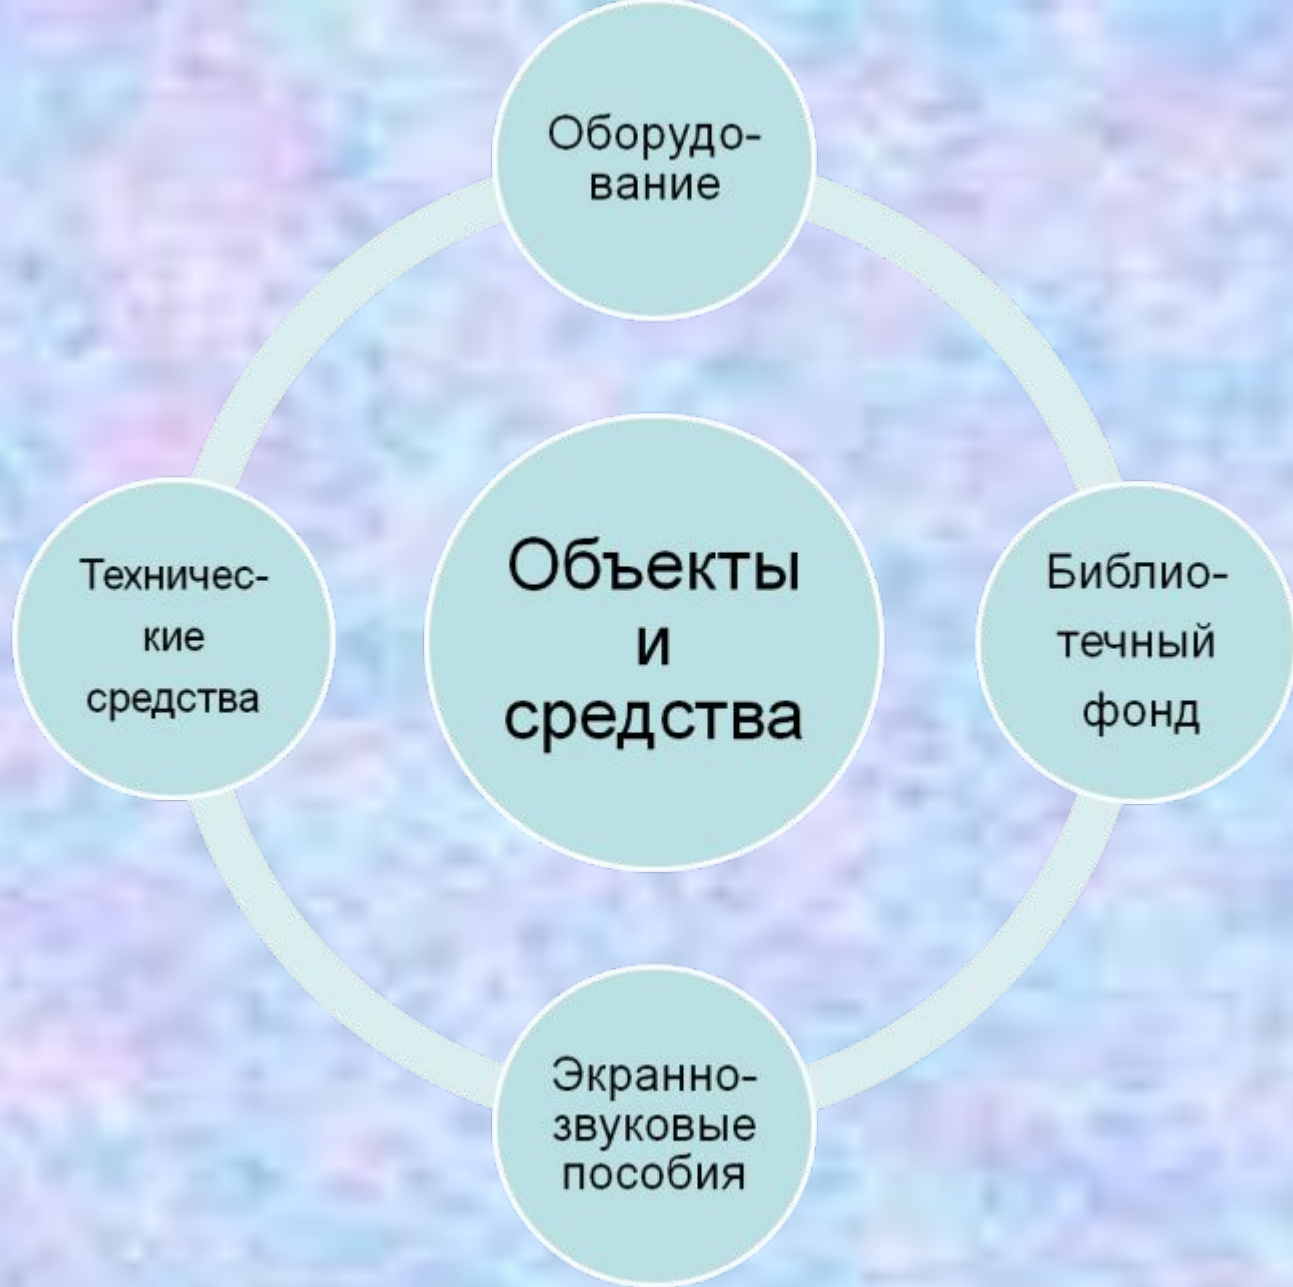 Оборудо-
вание
Объекты
и
средства
Техничес-
кие
средства
Библио-
течный
фонд
Экранно-
звуковые
пособия